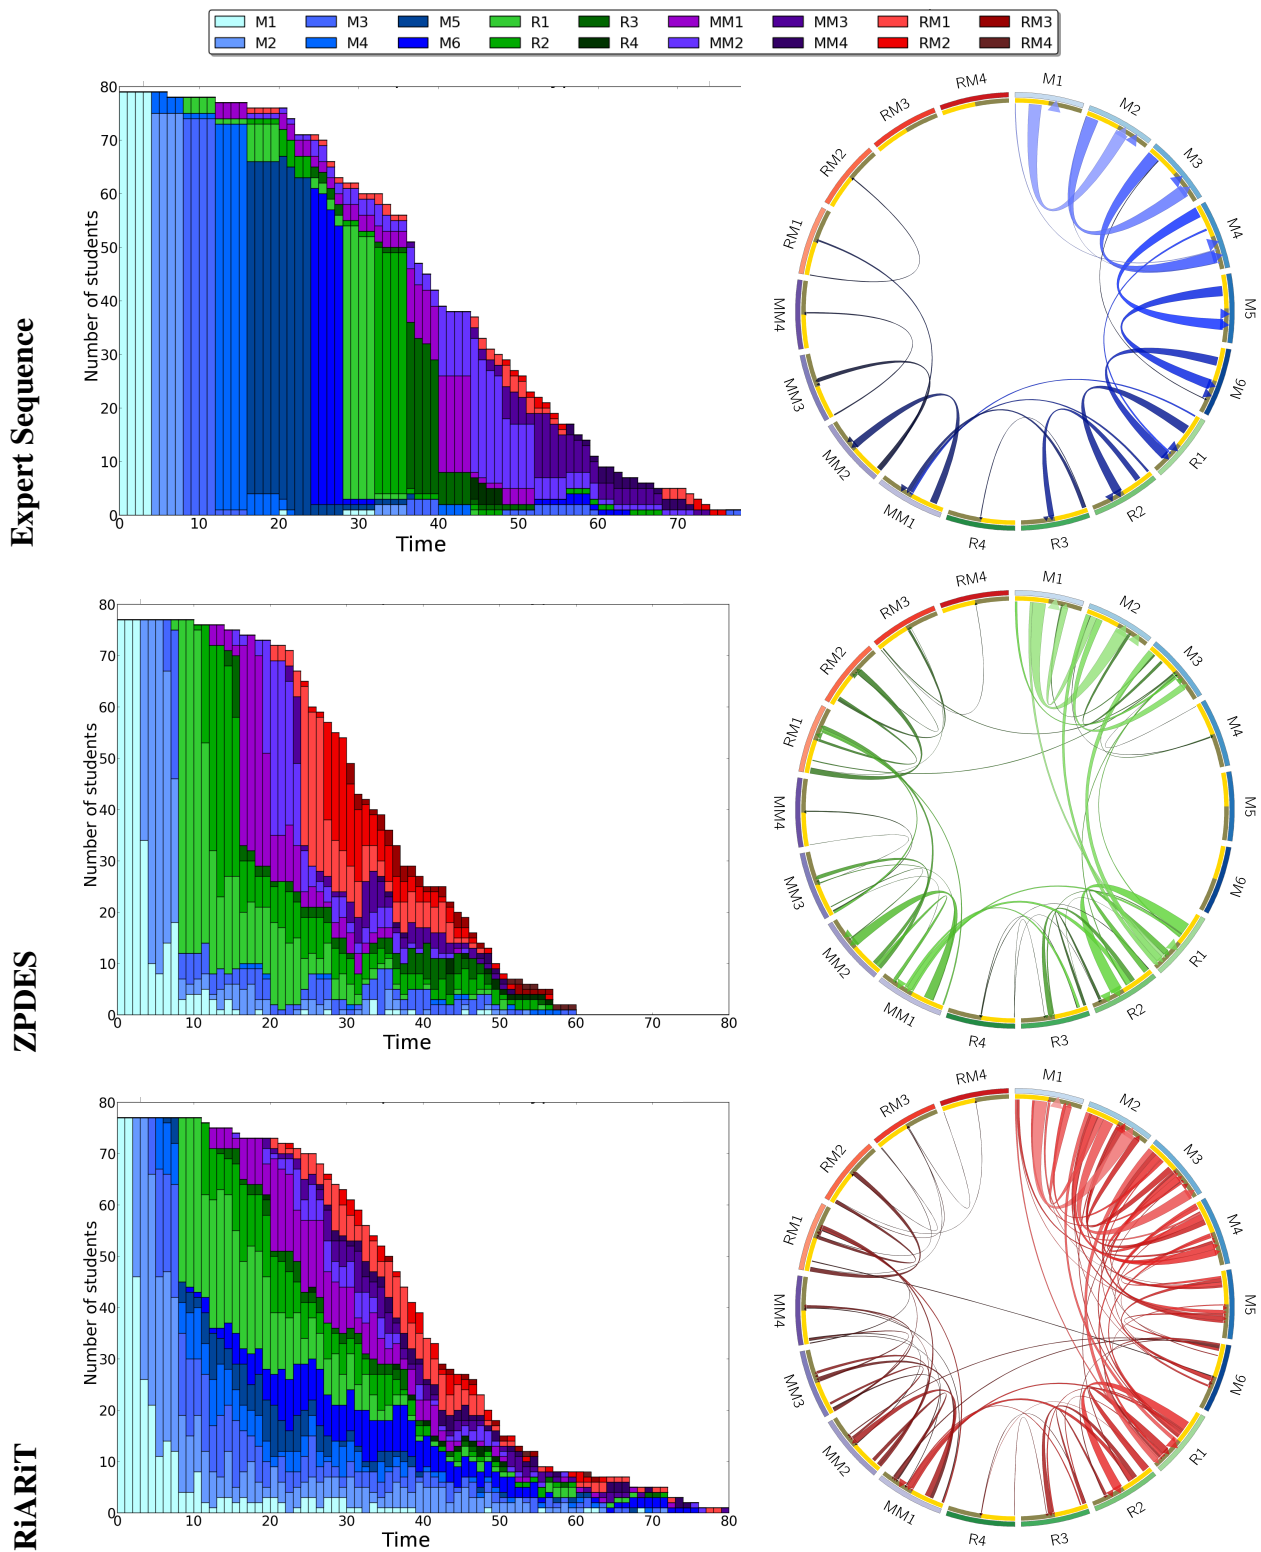 M1 M3 M5 R1 R3 MM1 MM3 RM1 RM3
M2 M4 M6 R2 R4 MM2 MM4 RM2 RM4
Expert Sequence
Number of students
80
70
60
50
40
30
20
10
0
0 10 20 30 40 50 60 70
Time
M1
M2
M3
M4
M5
M6
R1
R2
R3
R4
MM1
MM2
MM3
MM4
RM1
RM2
RM3
RM4
ZPDES
Number of students
80
70
60
50
40
30
20
10
0
0 10 20 30 40 50 60 70 80
Time
M1
M2
M3
M4
M5
M6
R1
R2
R3
R4
MM1
MM2
MM3
MM4
RM1
RM2
RM3
RM4
RiARiT
Number of students
80
70
60
50
40
30
20
10
0
0 10 20 30 40 50 60 70 80
Time
M1
M2
M3
M4
M5
M6
R1
R2
R3
R4
MM1
MM2
MM3
MM4
RM1
RM2
RM3
RM4